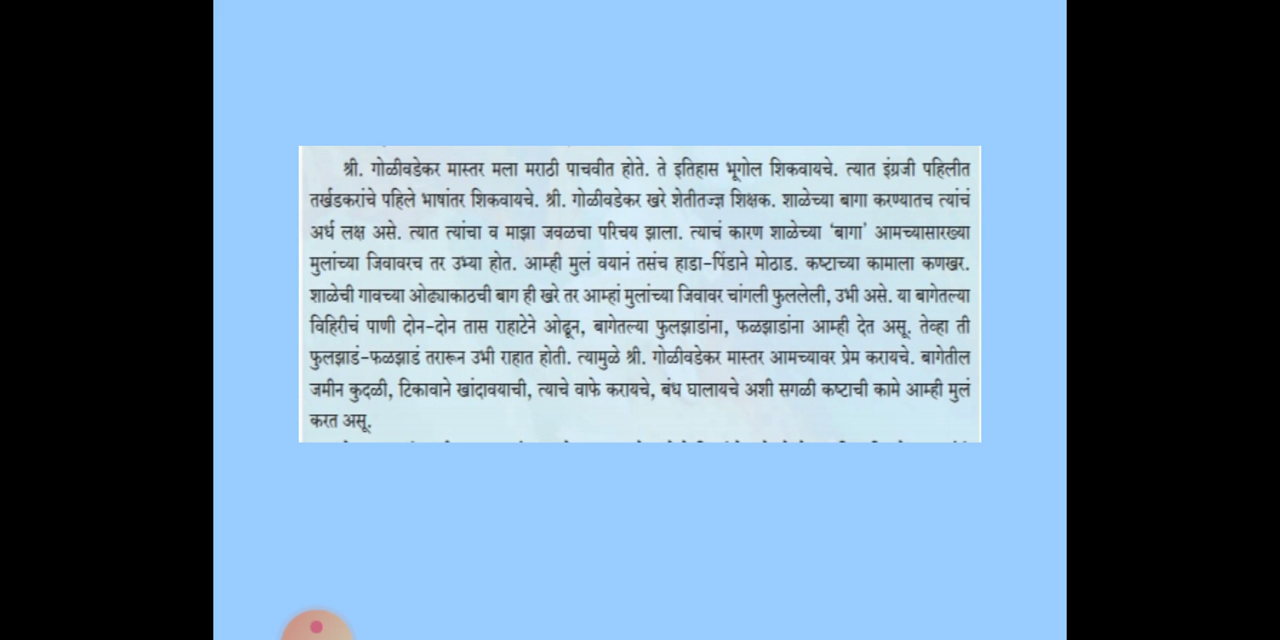 श्री. गोळीवडेकर मास्तर मला मराठी पाचवीत होते. ते इतिहास भूगोल शिकवायचे. त्यात इंग्रजी पहिलीत
तर्खडकरांचे पहिले भाषांतर शिकवायचे. श्री. गोळीवडेकर खरे शेतीतज्ज्ञ शिक्षक. शाळेच्या बागा करण्यातच त्यांचं
अर्ध लक्ष असे. त्यात त्यांचा व माझा जवळचा परिचय झाला. त्याचं कारण शाळेच्या ‘बागा’ आमच्यासारख्या
मुलांच्या जिवावरच तर उभ्या होत. आम्ही मुलं वयानं तसंच हाडा-पिंडाने मोठाड. कष्टाच्या कामाला कणखर.
शाळेची गावच्या ओढ्याकाठची बाग ही खरे तर आम्हां मुलांच्या जिवावर चांगली फुललेली, उभी असे. या बागेतल्या
विहिरीचं पाणी दोन-दोन तास राहाटेने ओढून, बागेतल्या फुलझाडांना, फळझाडांना आम्ही देत असू. तेव्हा ती
फुलझाडं-फळझाडं तरारून उभी राहात होती. त्यामुळे श्री. गोळीवडेकर मास्तर आमच्यावर प्रेम करायचे. बागेतील
जमीन कुदळी, टिकावाने खांदावयाची, त्याचे वाफे करायचे, बंध घालायचे अशी सगळी कष्टाची कामे आम्ही मुलं
करत असू.